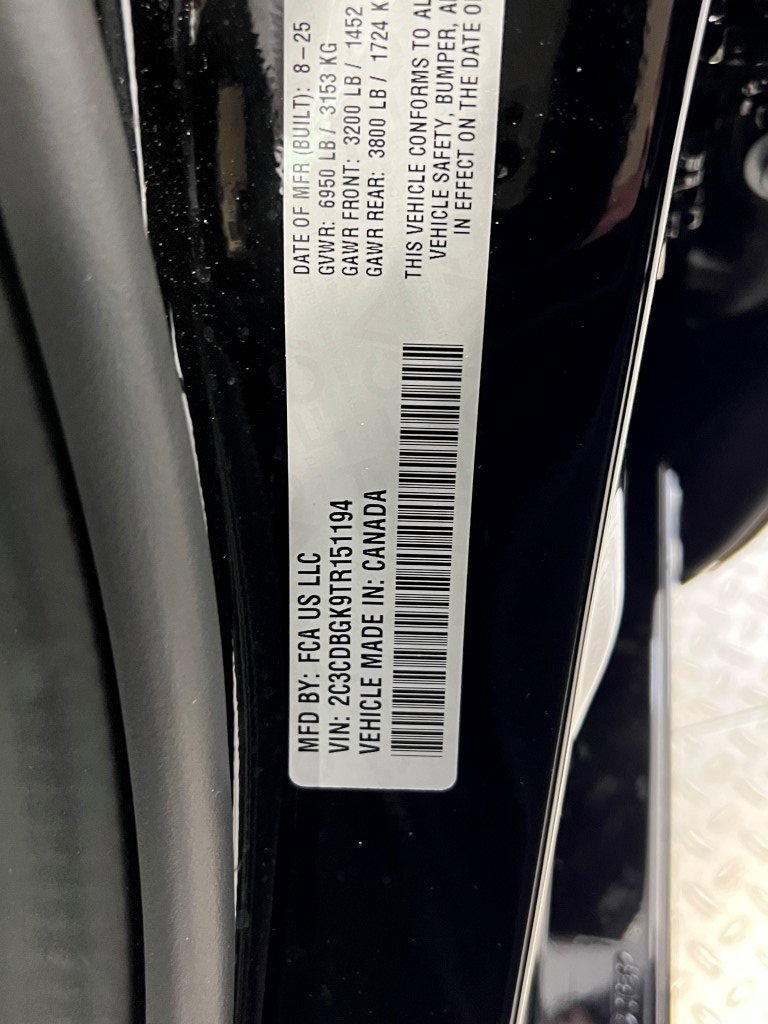 MFD BY: FCA US LLC
VIN: 2C3CDBGK9TR151194
VEHICLE MADE IN: CANADA
DATE OF MFR (BUILT): 8-25
GVWR: 6950 LB / 3153 KG
GAWR FRONT: 3200 LB / 1452
GAWR REAR: 3800 LB / 1724 K
THIS VEHICLE CONFORMS TO AL
VEHICLE SAFETY, BUMPER, A
IN EFFECT ON THE DATE O